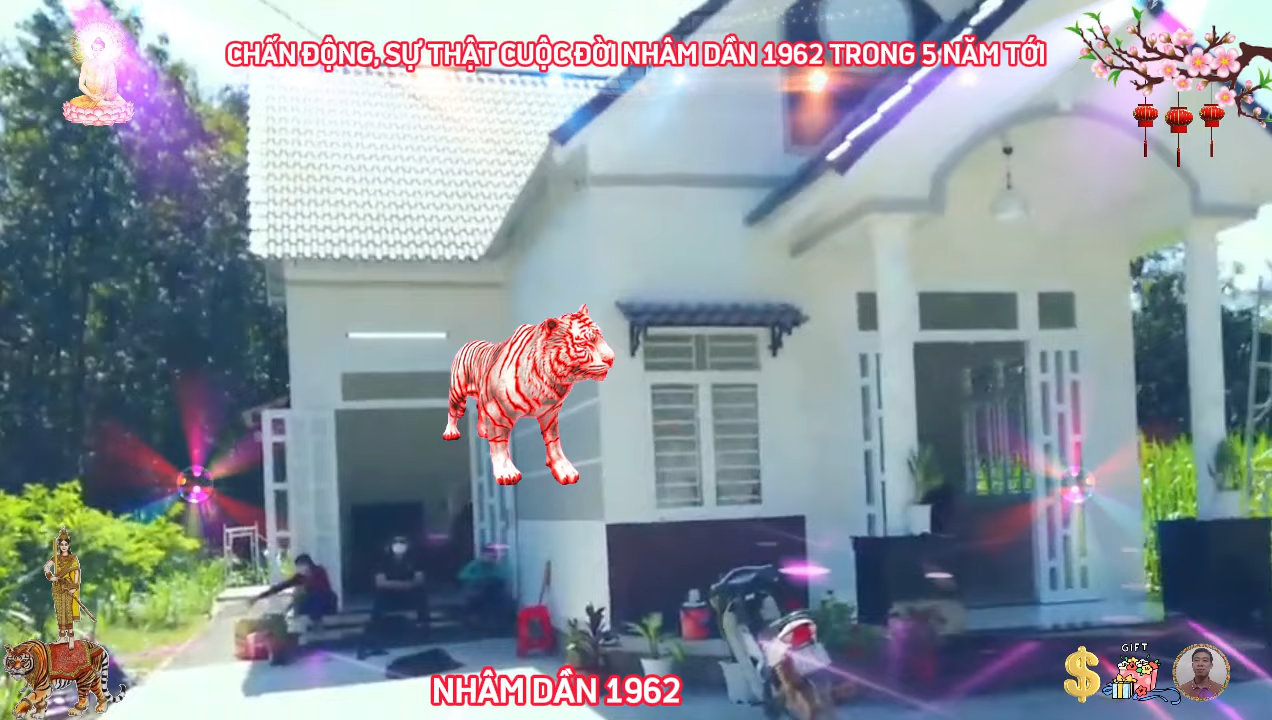 CHẤN ĐỘNG, SỰ THẬT CUỘC ĐỜI NHÂM DẦN 1962 TRONG 5 NĂM TỚI
NHÂM DẦN 1962
GIFT